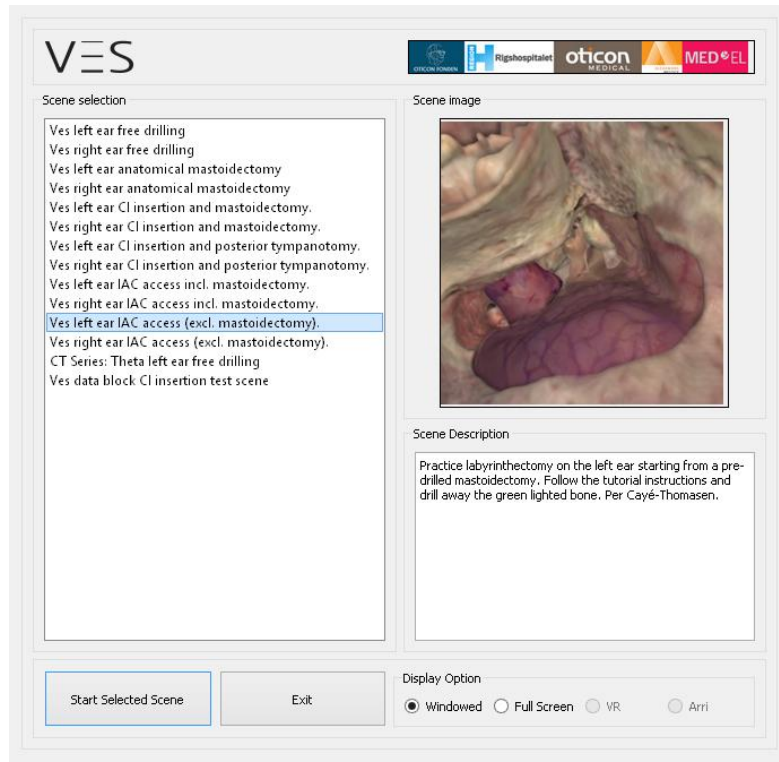 VES
OTICON FONDEN
REGION
Rigshospitalet
oticon
MEDICAL
MED EL
Scene selection
Ves left ear free drilling
Ves right ear free drilling
Ves left ear anatomical mastoidectomy
Ves right ear anatomical mastoidectomy
Ves left ear CI insertion and mastoidectomy.
Ves right ear CI insertion and mastoidectomy.
Ves left ear CI insertion and posterior tympanotomy.
Ves right ear CI insertion and posterior tympanotomy.
Ves left ear IAC access incl. mastoidectomy.
Ves right ear IAC access incl. mastoidectomy.
Ves left ear IAC access (excl. mastoidectomy).
Ves right ear IAC access (excl. mastoidectomy).
CT Series: Theta left ear free drilling
Ves data block CI insertion test scene
Scene image
Scene Description
Practice labyrinthectomy on the left ear starting from a pre-
drilled mastoidectomy. Follow the tutorial instructions and
drill away the green lighted bone. Per Cayé-Thomasen.
Start Selected Scene
Exit
Display Option
Windowed
Full Screen
VR
Arri